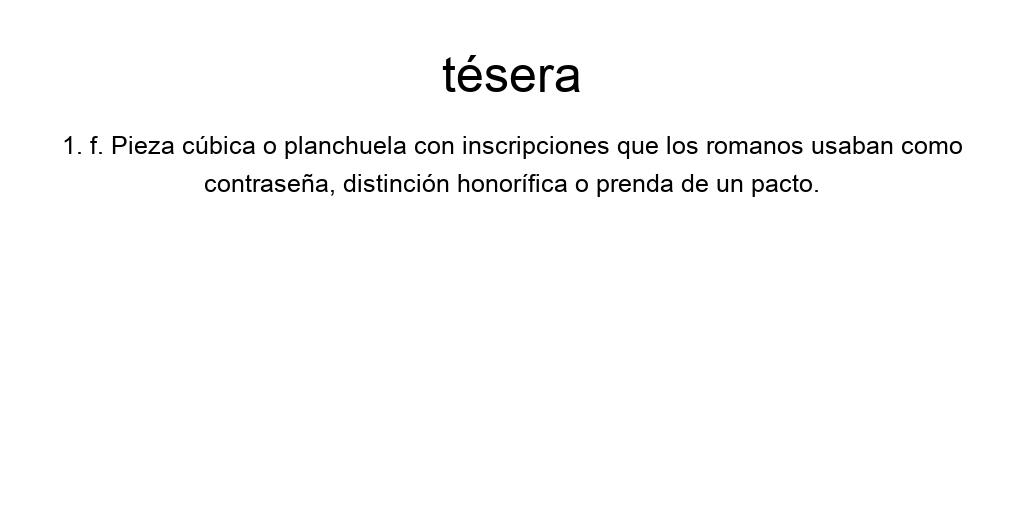 tésera
1. f. Pieza cúbica o planchuela con inscripciones que los romanos usaban como
contraseña, distinción honorífica o prenda de un pacto.